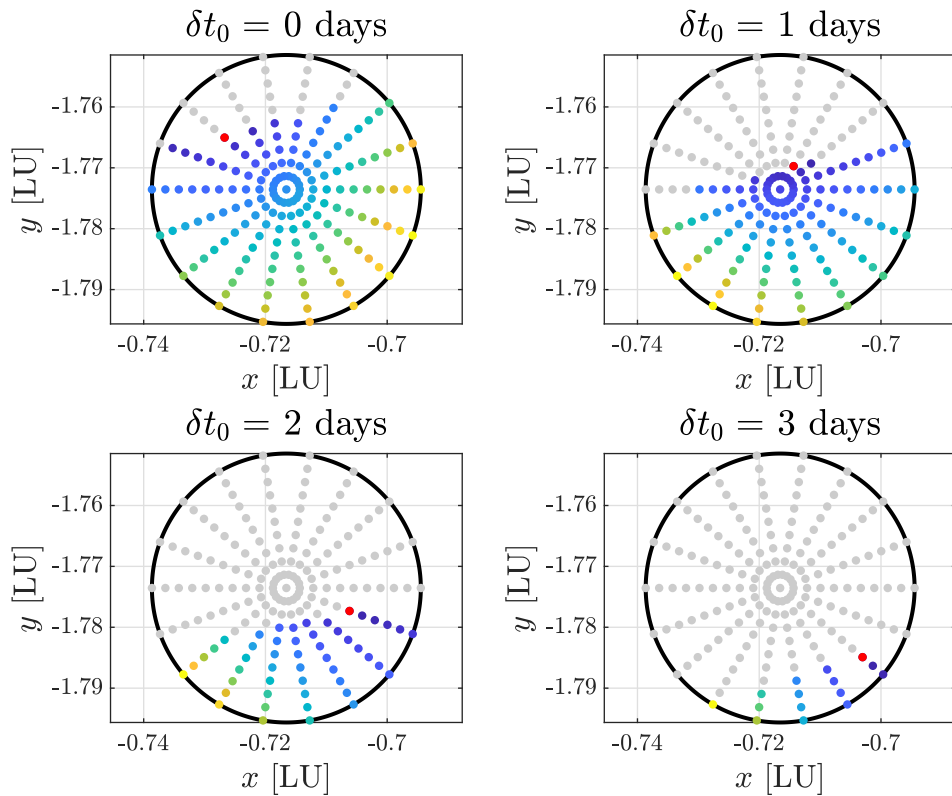 δt₀ = 0 days
-1.76
-1.77
-1.78
-1.79
y [LU]
-0.74
-0.72
-0.7
x [LU]
δt₀ = 1 days
-1.76
-1.77
-1.78
-1.79
y [LU]
-0.74
-0.72
-0.7
x [LU]
δt₀ = 2 days
-1.76
-1.77
-1.78
-1.79
y [LU]
-0.74
-0.72
-0.7
x [LU]
δt₀ = 3 days
-1.76
-1.77
-1.78
-1.79
y [LU]
-0.74
-0.72
-0.7
x [LU]